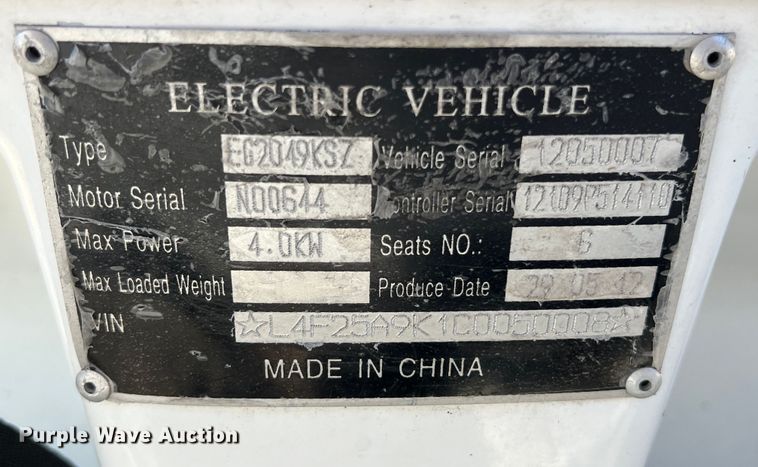 ELECTRIC VEHICLE
Type EG2049KSZ Vehicle Serial 12050007
Motor Serial N00644 Controller Serial
Max Power 4.0KW Seats NO.: 6
Max Loaded Weight Produce Date 29 05 12
VIN ☆L4F25A9K1C0050008☆
MADE IN CHINA
Purple Wave Auction